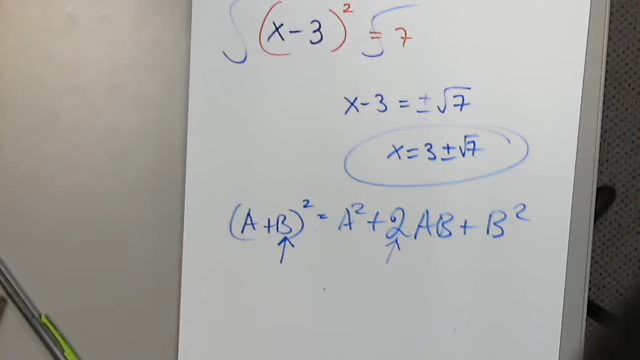 √(x-3)² = √7
x-3 = ±√7
x = 3 ± √7
(A+B)² = A² + 2AB + B²